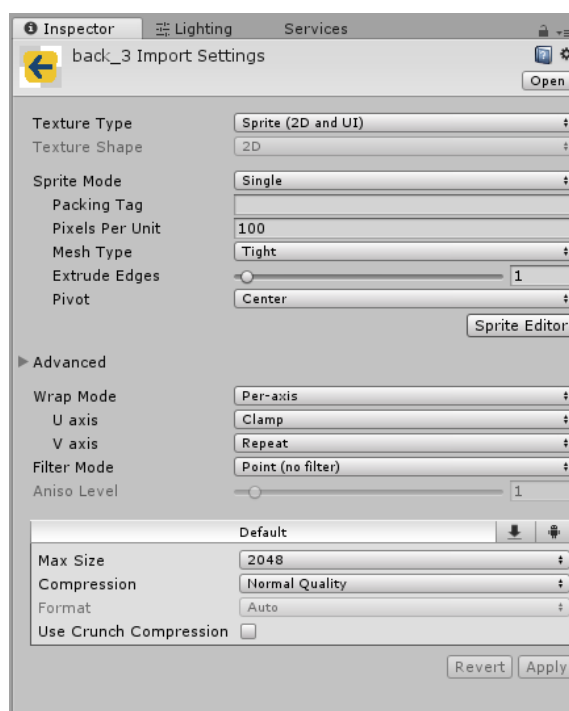 Inspector Lighting Services
back_3 Import Settings
Open
Texture Type Sprite (2D and UI)
Texture Shape 2D
Sprite Mode Single
Packing Tag
Pixels Per Unit 100
Mesh Type Tight
Extrude Edges 1
Pivot Center
Sprite Editor
Advanced
Wrap Mode Per-axis
U axis Clamp
V axis Repeat
Filter Mode Point (no filter)
Aniso Level 1
Default
Max Size 2048
Compression Normal Quality
Format Auto
Use Crunch Compression
Revert Apply